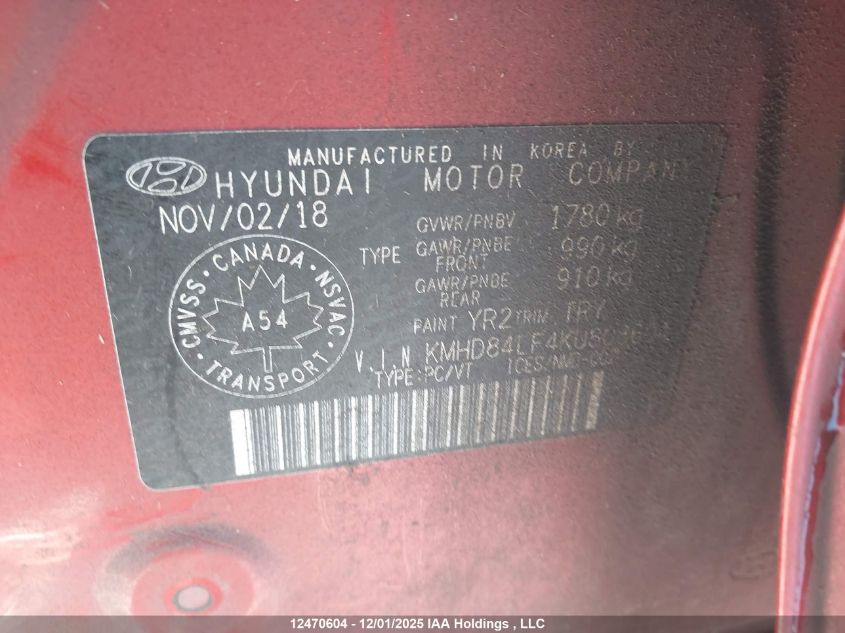 MANUFACTURED IN KOREA BY
HYUNDAI MOTOR COMPANY
NOV/02/18
GVWR/PNBV 1780 kg
TYPE GAWR/PNBE FRONT 990 kg
GAWR/PNBE REAR 910 kg
CANADA · NSVAC · TRANSPORT · CMVSS ·
A54
PAINT YR2 TRIM TRY
V.I.N
TYPE:PC/VT
12470604 - 12/01/2025 IAA Holdings , LLC